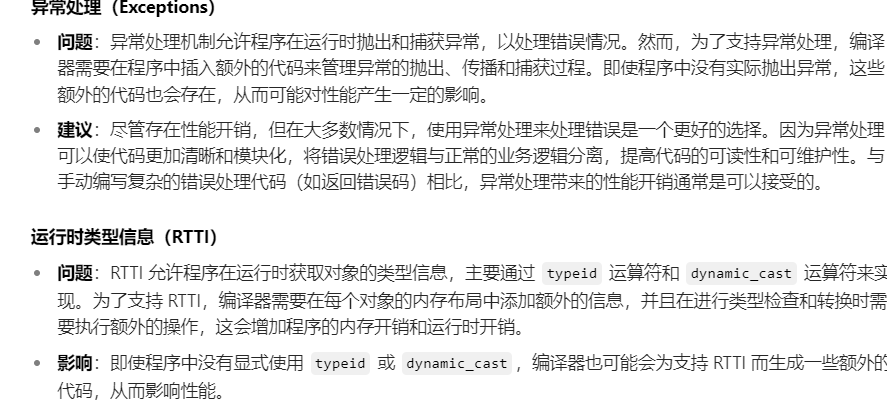 异常处理（Exceptions）
问题：异常处理机制允许程序在运行时抛出和捕获异常，以处理错误情况。然而，为了支持异常处理，编译
器需要在程序中插入额外的代码来管理异常的抛出、传播和捕获过程。即使程序中没有实际抛出异常，这些
额外的代码也会存在，从而可能对性能产生一定的影响。
建议：尽管存在性能开销，但在大多数情况下，使用异常处理来处理错误是一个更好的选择。因为异常处理
可以使代码更加清晰和模块化，将错误处理逻辑与正常的业务逻辑分离，提高代码的可读性和可维护性。与
手动编写复杂的错误处理代码（如返回错误码）相比，异常处理带来的性能开销通常是可以接受的。
运行时类型信息（RTTI）
问题：RTTI 允许程序在运行时获取对象的类型信息，主要通过 typeid 运算符和 dynamic_cast 运算符来实
现。为了支持 RTTI，编译器需要在每个对象的内存布局中添加额外的信息，并且在进行类型检查和转换时需
要执行额外的操作，这会增加程序的内存开销和运行时开销。
影响：即使程序中没有显式使用 typeid 或 dynamic_cast，编译器也可能会为支持 RTTI 而生成一些额外的
代码，从而影响性能。